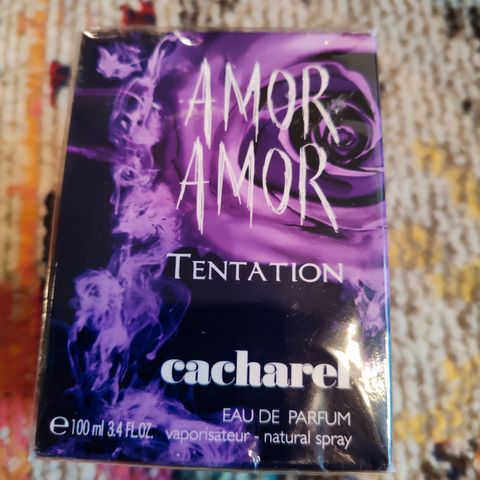 AMOR
AMOR
TENTATION
cacharel
EAU DE PARFUM
℮ 100 ml 3.4 FL.OZ. vaporisateur - natural spray